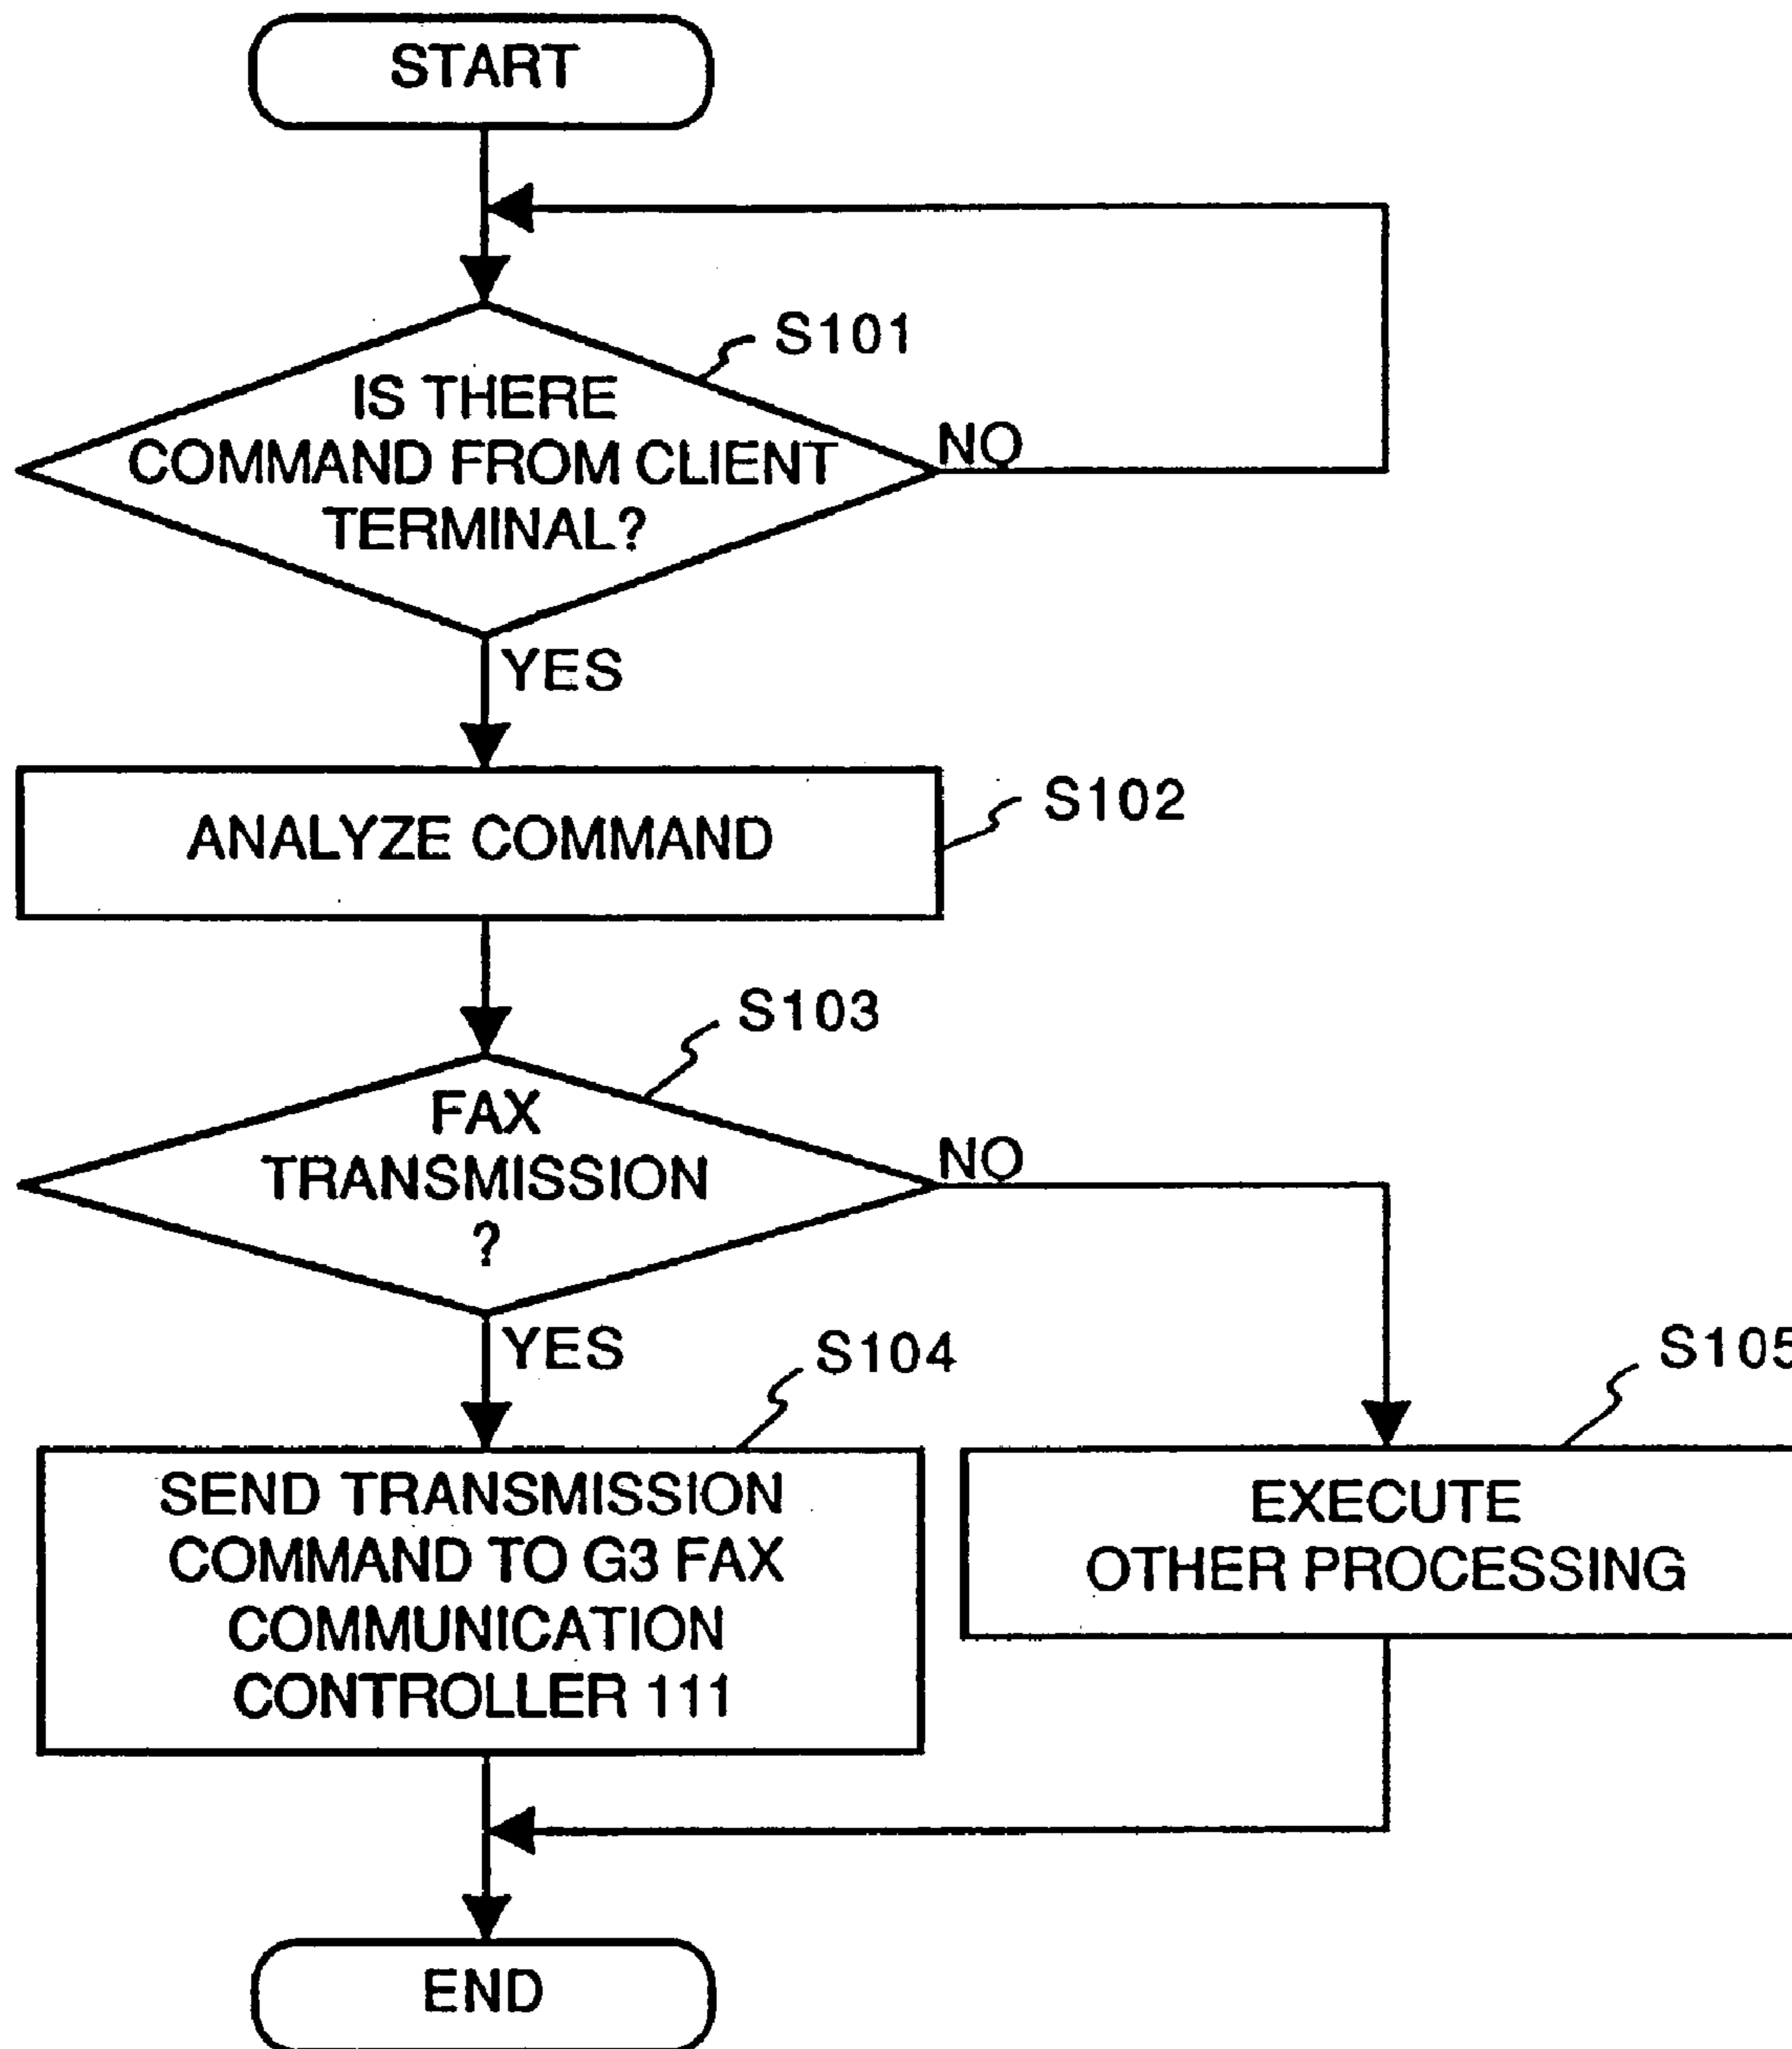 START
S101
IS THERE
COMMAND FROM CLIENT
TERMINAL?
NO
YES
ANALYZE COMMAND
S102
S103
FAX
TRANSMISSION
?
NO
YES
S104
S105
SEND TRANSMISSION
COMMAND TO G3 FAX
COMMUNICATION
CONTROLLER 111
EXECUTE
OTHER PROCESSING
END